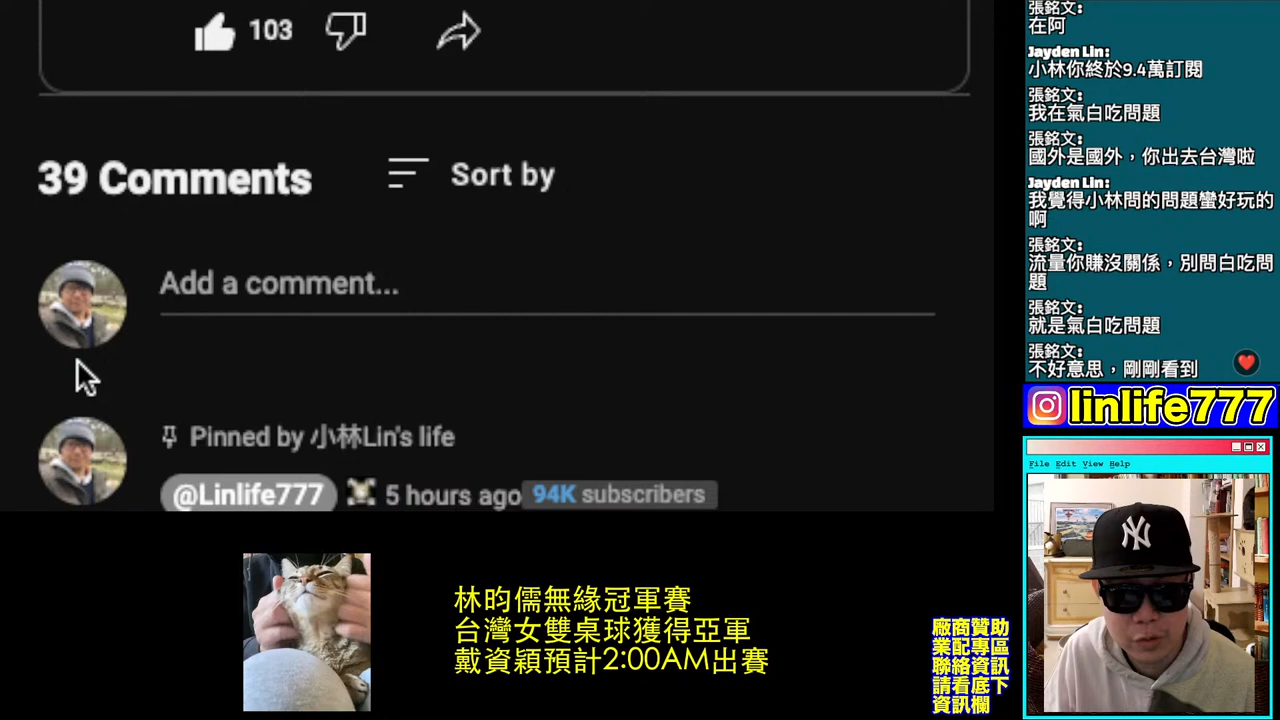 103
39 Comments
Sort by
Add a comment...
Pinned by 小林Lin's life
@Linlife777
5 hours ago
94K subscribers
林昀儒無緣冠軍賽
台灣女雙桌球獲得亞軍
戴資穎預計2:00AM出賽
廠商贊助
業配專區
聯絡資訊
請看底下
資訊欄
張銘文:
在阿
Jayden Lin:
小林你終於9.4萬訂閱
張銘文:
我在氣白吃問題
張銘文:
國外是國外，你出去台灣啦
Jayden Lin:
我覺得小林問的問題蠻好玩的
啊
張銘文:
流量你賺沒關係，別問白吃問
題
張銘文:
就是氣白吃問題
張銘文:
不好意思，剛剛看到
linlife777
File Edit View Help
NY